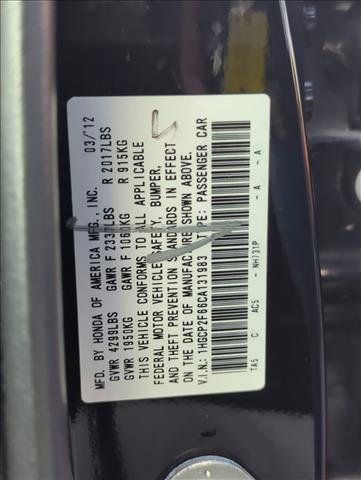 MFD. BY HONDA OF AMERICA MFG., INC. 03/'12
GVWR 4299LBS GAWR F 2337LBS R 2017LBS
GVWR 1950KG GAWR F 1060KG R 915KG
THIS VEHICLE CONFORMS TO ALL APPLICABLE
FEDERAL MOTOR VEHICLE SAFETY, BUMPER,
AND THEFT PREVENTION STANDARDS IN EFFECT
ON THE DATE OF MANUFACTURE SHOWN ABOVE.
V.I.N.: 1HGCP2F66CA131983 TYPE: PASSENGER CAR
TA5 C AC5 - NH731P - A - A